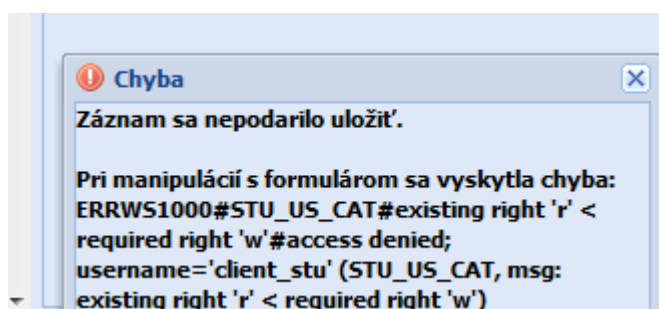 Chyba
Záznam sa nepodarilo uložiť.
Pri manipulácií s formulárom sa vyskytla chyba:
ERRWS1000#STU_US_CAT#existing right 'r' <
required right 'w'#access denied;
username='client_stu' (STU_US_CAT, msg:
existing right 'r' < required right 'w')